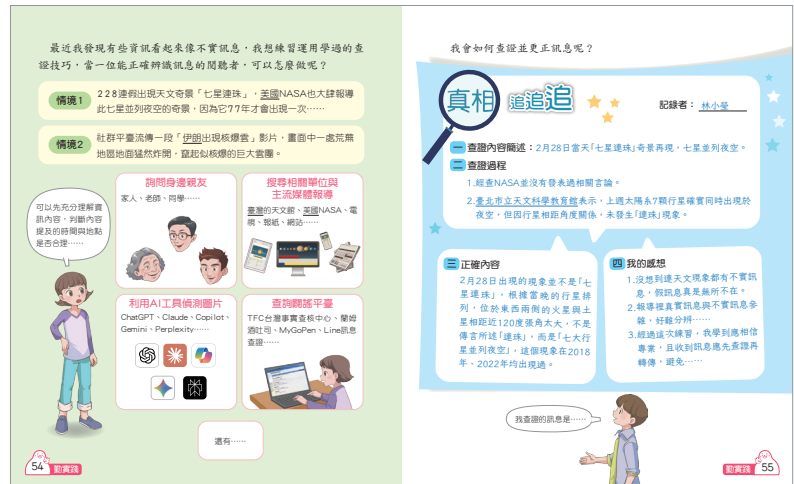 最近我發現有些資訊看起來像不實訊息,我想練習運用學過的查
證技巧,當一位能正確辨識訊息的閱聽者,可以怎麼做呢?
情境1
228連假出現天文奇景「七星連珠」,美國NASA也大肆報導
此七星並列夜空的奇景,因為它77年才會出現一次……
情境2
社群平臺流傳一段「伊朗出現核爆雲」影片,畫面中一處荒蕪
地區地面猛然炸開,竄起似核爆的巨大雲團。
可以先充分理解資
訊內容,判斷內容
提及的時間與地點
是否合理……
詢問身邊親友
家人、老師、同學……
搜尋相關單位與
主流媒體報導
臺灣的天文館、美國NASA、電
視、報紙、網站……
利用AI工具偵測圖片
ChatGPT、Claude、Copilot、
Gemini、Perplexity……
查詢闢謠平臺
TFC台灣事實查核中心、蘭姆
酒吐司、MyGoPen、Line訊息
查證……
還有……
54
勤實踐
我會如何查證並更正訊息呢?
真相 追追追
記錄者:林小榮
一 查證內容簡述:2月28日當天「七星連珠」奇景再現,七星並列夜空。
二 查證過程
1.經查NASA並沒有發表過相關言論。
2.臺北市立天文科學教育館表示,上週太陽系7顆行星確實同時出現於
夜空,但因行星相距角度關係,未發生「連珠」現象。
三 正確內容
2月28日出現的現象並不是「七
星連珠」,根據當晚的行星排
列,位於東西兩側的火星與土
星相距近120度張角太大,不是
傳言所述「連珠」,而是「七大行
星並列夜空」,這個現象在2018
年、2022年均出現過。
四 我的感想
1.沒想到連天文現象都有不實訊
息,假訊息真是無所不在。
2.報導裡真實訊息與不實訊息參
雜,好難分辨……
3.經過這次練習,我學到應相信
專業,且收到訊息應先查證再
轉傳,避免……
我查證的訊息是……
勤實踐
55